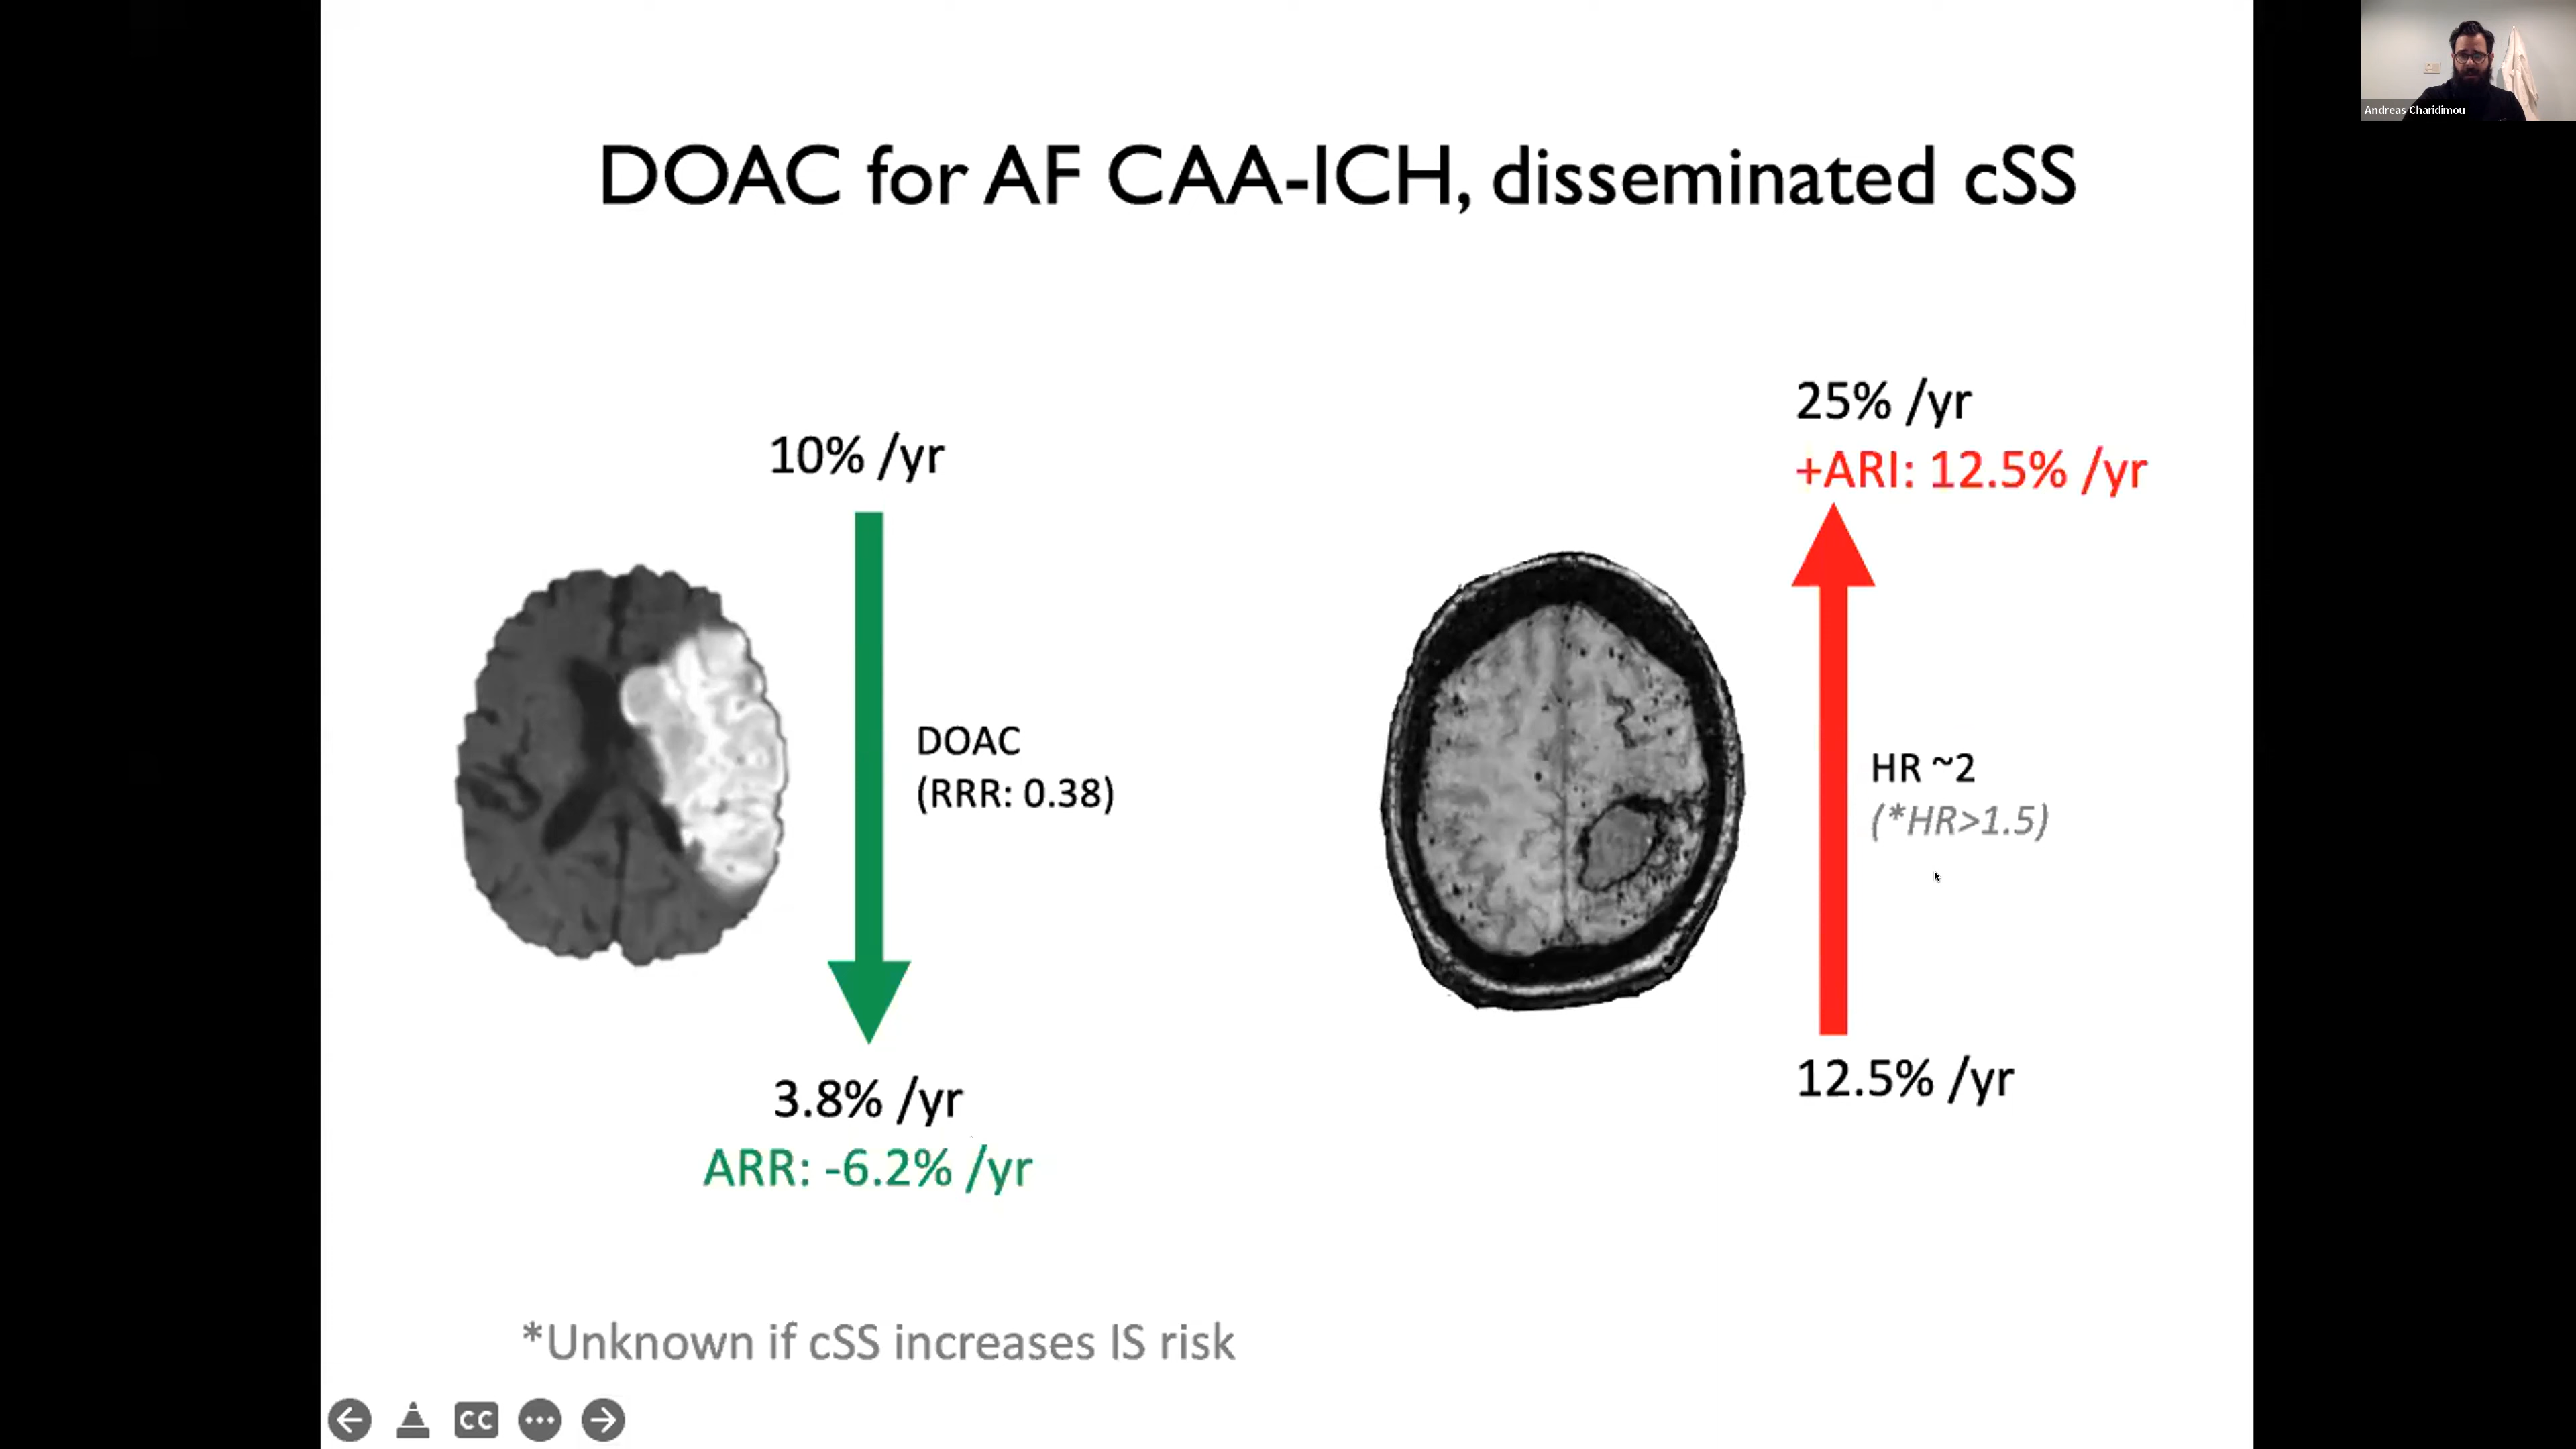 DOAC for AF CAA-ICH, disseminated cSS
10% /yr
DOAC
(RRR: 0.38)
3.8% /yr
ARR: -6.2% /yr
25% /yr
+ARI: 12.5% /yr
HR ~2
(*HR>1.5)
12.5% /yr
*Unknown if cSS increases IS risk
CC
Andreas Charidimou